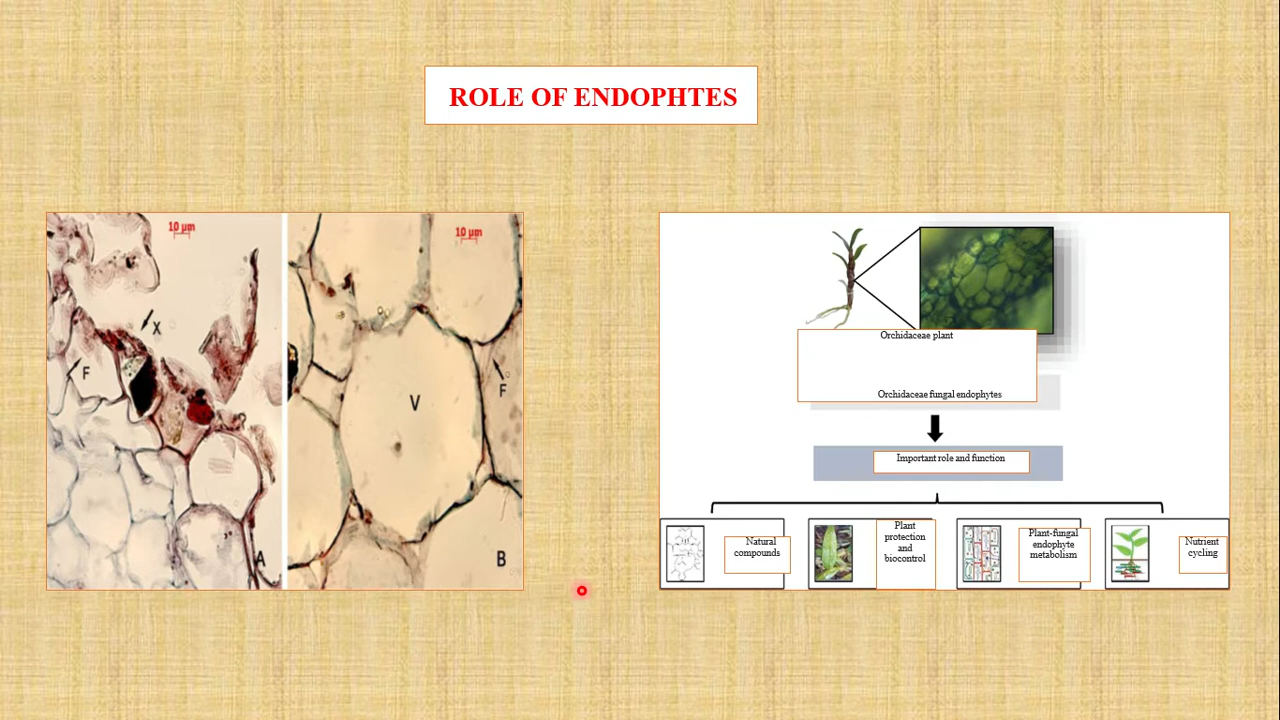 ROLE OF ENDOPHTES
10 µm
X
F
A
10 µm
V
F
B
Orchidaceae plant
Orchidaceae fungal endophytes
Important role and function
Natural
compounds
Plant
protection
and
biocontrol
Plant-fungal
endophyte
metabolism
Nutrient
cycling